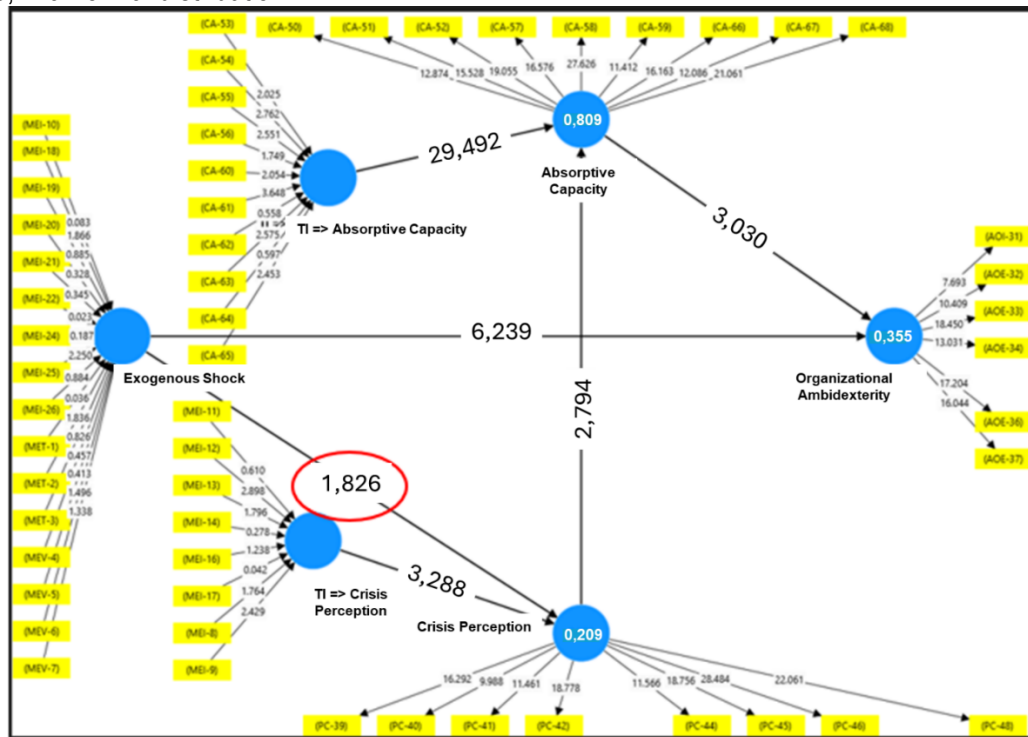 (CA-53)
(CA-50)
(CA-51)
(CA-52)
(CA-57)
(CA-58)
(CA-59)
(CA-66)
(CA-67)
(CA-68)
(CA-54)
(CA-55)
(CA-56)
(CA-60)
(CA-61)
(CA-62)
(CA-63)
(CA-64)
(CA-65)
12.874
15.528
19.055
16.576
27.626
11.412
16.163
12.086
21.061
2.025
2.762
2.551
1.749
2.054
3.648
0.558
2.575
0.597
2.453
0,809
29,492
Absorptive
Capacity
TI => Absorptive Capacity
3,030
(MEI-10)
(MEI-18)
(MEI-19)
(MEI-20)
(MEI-21)
(MEI-22)
(MEI-24)
(MEI-25)
(MEI-26)
(MET-1)
(MET-2)
(MET-3)
(MEV-4)
(MEV-5)
(MEV-6)
(MEV-7)
0.083
1.866
0.885
0.328
0.345
0.023
0.187
2.250
0.884
0.036
1.836
0.826
0.457
0.413
1.496
1.338
Exogenous Shock
6,239
2,794
0,355
Organizational
Ambidexterity
(AOI-31)
(AOE-32)
(AOE-33)
(AOE-34)
(AOE-36)
(AOE-37)
7.693
10.409
18.450
13.031
17.204
16.044
(MEI-11)
(MEI-12)
(MEI-13)
(MEI-14)
(MEI-16)
(MEI-17)
(MEI-8)
(MEI-9)
0.610
2.898
1.796
0.278
1.238
0.042
1.764
2.429
1,826
3,288
TI => Crisis
Perception
Crisis Perception
0,209
16.292
9.988
11.461
18.778
11.566
18.756
28.484
22.061
(PC-39)
(PC-40)
(PC-41)
(PC-42)
(PC-44)
(PC-45)
(PC-46)
(PC-48)